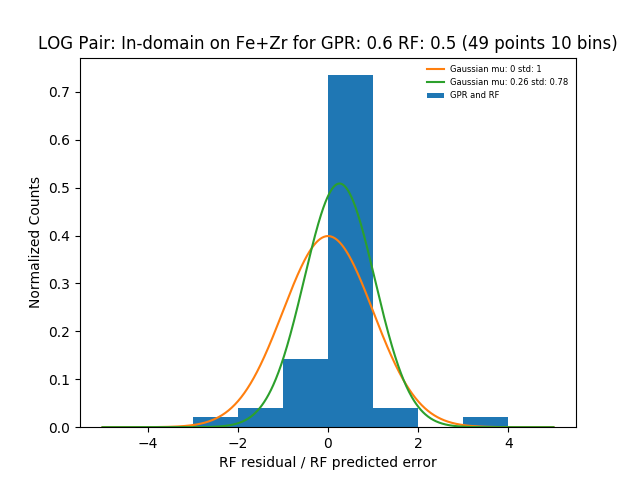 LOG Pair: In-domain on Fe+Zr for GPR: 0.6 RF: 0.5 (49 points 10 bins)
Gaussian mu: 0 std: 1
Gaussian mu: 0.26 std: 0.78
GPR and RF
Normalized Counts
0.7
0.6
0.5
0.4
0.3
0.2
0.1
0.0
−4 −2 0 2 4
RF residual / RF predicted error